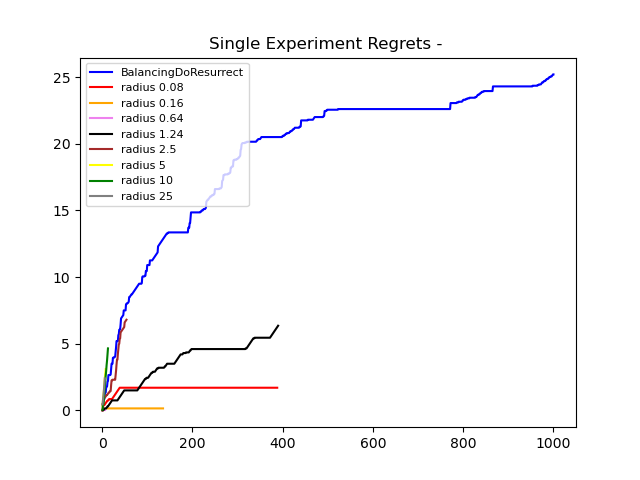 Single Experiment Regrets -
BalancingDoResurrect
radius 0.08
radius 0.16
radius 0.64
radius 1.24
radius 2.5
radius 5
radius 10
radius 25
25
20
15
10
5
0
0 200 400 600 800 1000